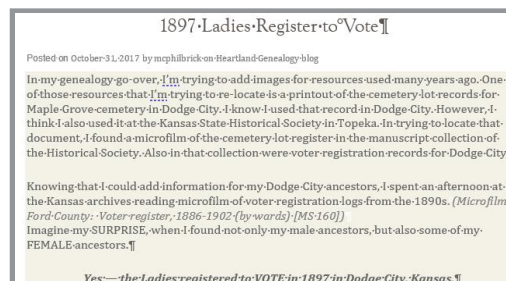 1897·Ladies·Register·to°Vote¶
Posted·on·October·31,·2017·by·mcphilbrick·on·Heartland·Genealogy·blog
In·my·genealogy·go-over,·I'm·trying·to·add·images·for·resources·used·many·years·ago.·One·
of·those·resources·that·I'm·trying·to·re-locate·is·a·printout·of·the·cemetery·lot·records·for·
Maple·Grove·cemetery·in·Dodge·City.·I·know·I·used·that·record·in·Dodge·City.·However,·I·
think·I·also·used·it·at·the·Kansas·State·Historical·Society·in·Topeka.·In·trying·to·locate·that·
document,·I·found·a·microfilm·of·the·cemetery·lot·register·in·the·manuscript·collection·of·
the·Historical·Society.·Also·in·that·collection·were·voter·registration·records·for·Dodge·City
Knowing·that·I·could·add·information·for·my·Dodge·City·ancestors,·I·spent·an·afternoon·at·
the·Kansas·archives·reading·microfilm·of·voter·registration·logs·from·the·1890s.·(Microfilm
Ford·County:··Voter·register,·1886-1902·(by·words)·[MS·160])
Imagine·my·SURPRISE,·when·I·found·not·only·my·male·ancestors,·but·also·some·of·my·
FEMALE·ancestors.¶
Yes·—·the·Ladies·registered·to·VOTE·in·1897·in·Dodge·City,·Kansas.¶